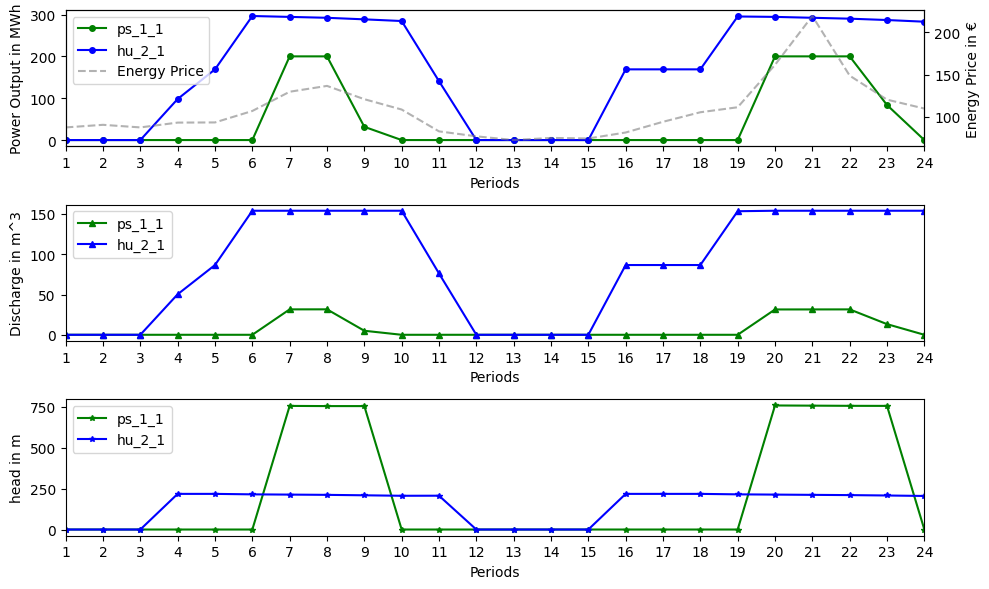 Power Output in MWh
300
200
100
0
ps_1_1
hu_2_1
Energy Price
200
150
100
Energy Price in €
1 2 3 4 5 6 7 8 9 10 11 12 13 14 15 16 17 18 19 20 21 22 23 24
Periods
Discharge in m^3
150
100
50
0
ps_1_1
hu_2_1
1 2 3 4 5 6 7 8 9 10 11 12 13 14 15 16 17 18 19 20 21 22 23 24
Periods
head in m
750
500
250
0
ps_1_1
hu_2_1
1 2 3 4 5 6 7 8 9 10 11 12 13 14 15 16 17 18 19 20 21 22 23 24
Periods